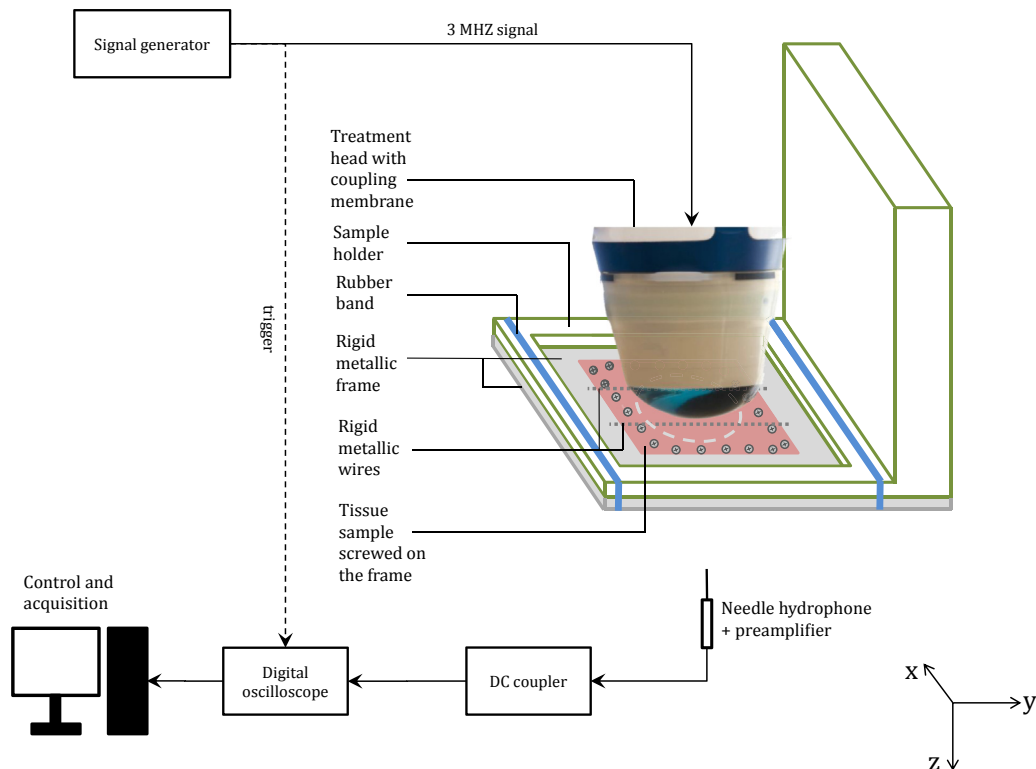 Signal generator
3 MHZ signal
Treatment
head with
coupling
membrane
Sample
holder
Rubber
band
trigger
Rigid
metallic
frame
Rigid
metallic
wires
Tissue
sample
screwed on
the frame
Control and
acquisition
Needle hydrophone
+ preamplifier
Digital
oscilloscope
DC coupler
x
y
z